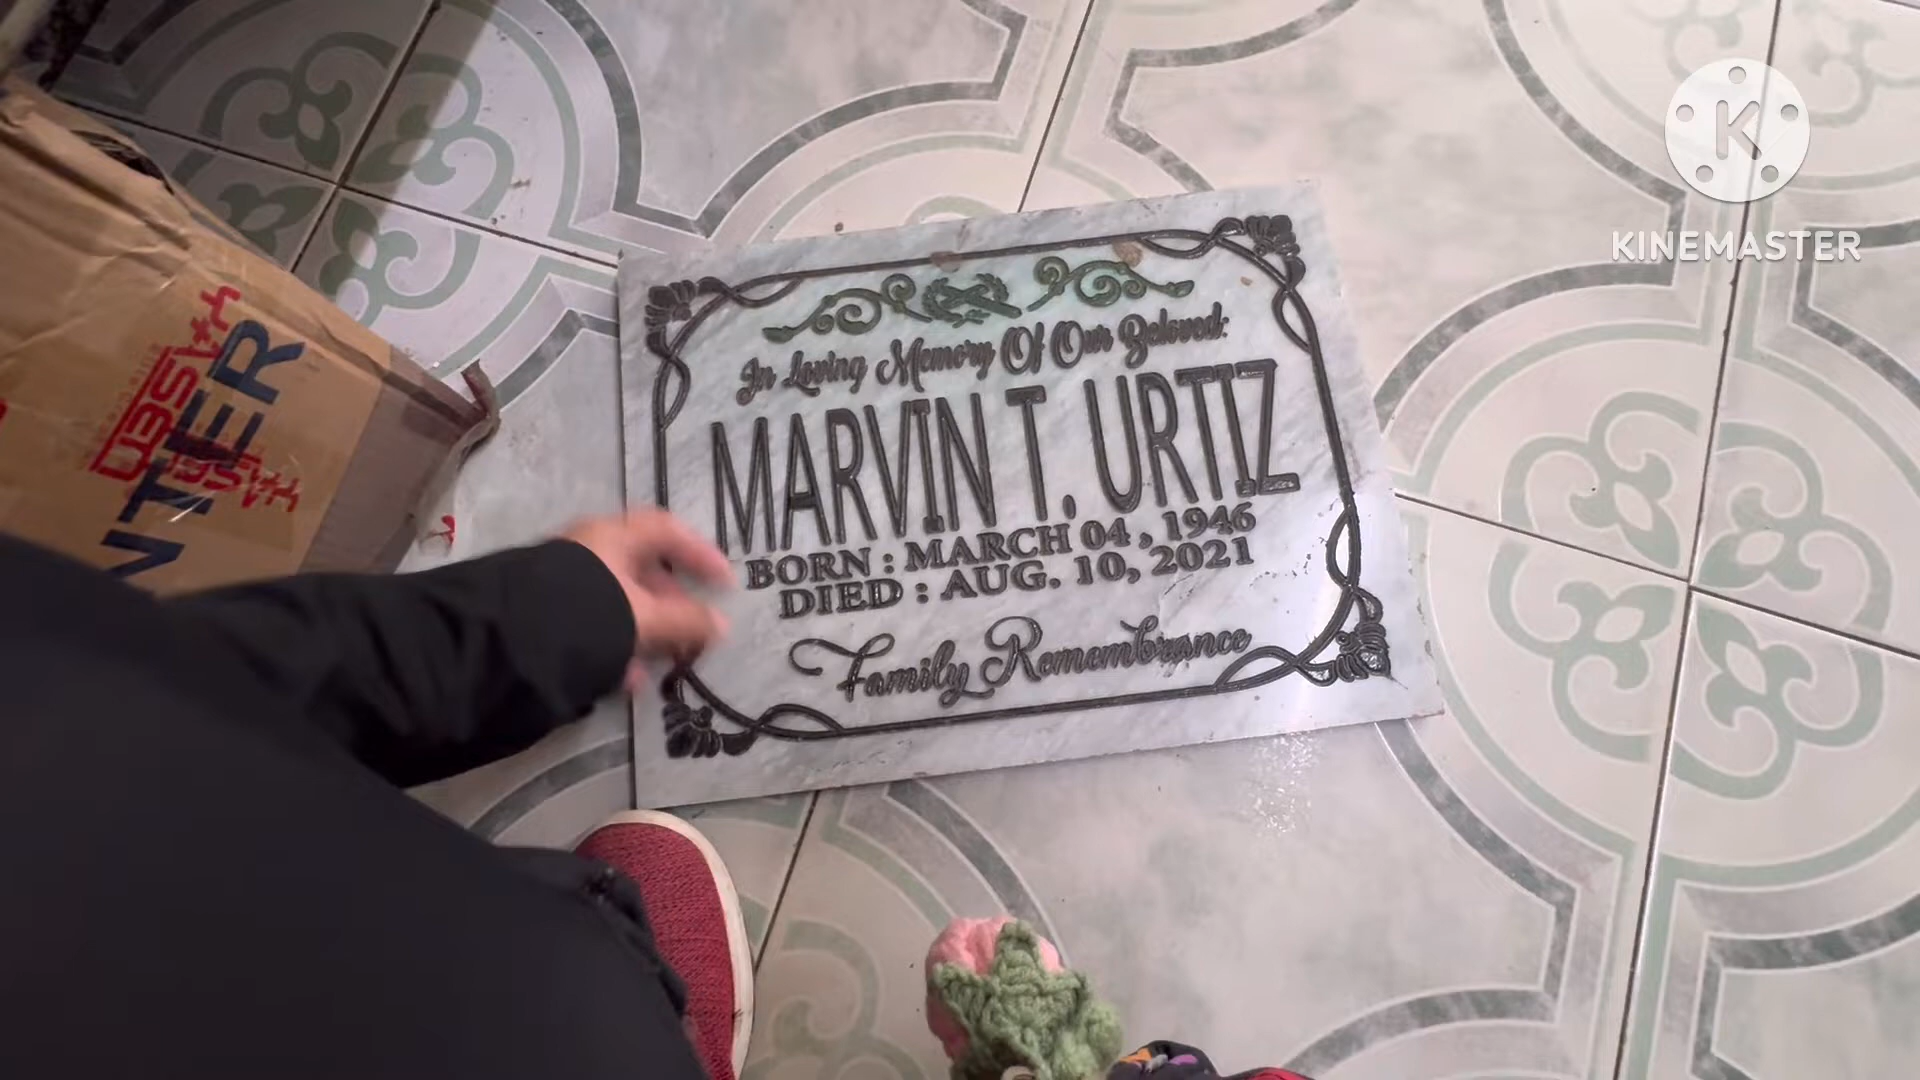 KINEMASTER
In Loving Memory Of Our Beloved:
MARVIN T. URTIZ
BORN : MARCH 04 , 1946
DIED : AUG. 10, 2021
Family Remembrance
NTER